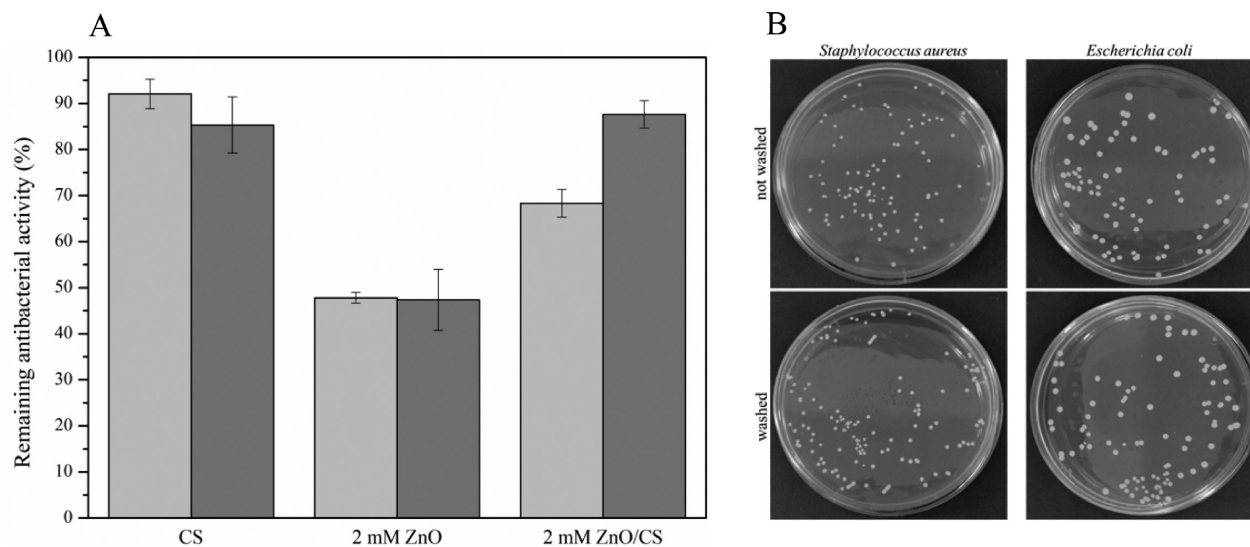 A
Remaining antibacterial activity (%)
100
90
80
70
60
50
40
30
20
10
0
CS
2 mM ZnO
2 mM ZnO/CS
B
Staphylococcus aureus
Escherichia coli
not washed
washed